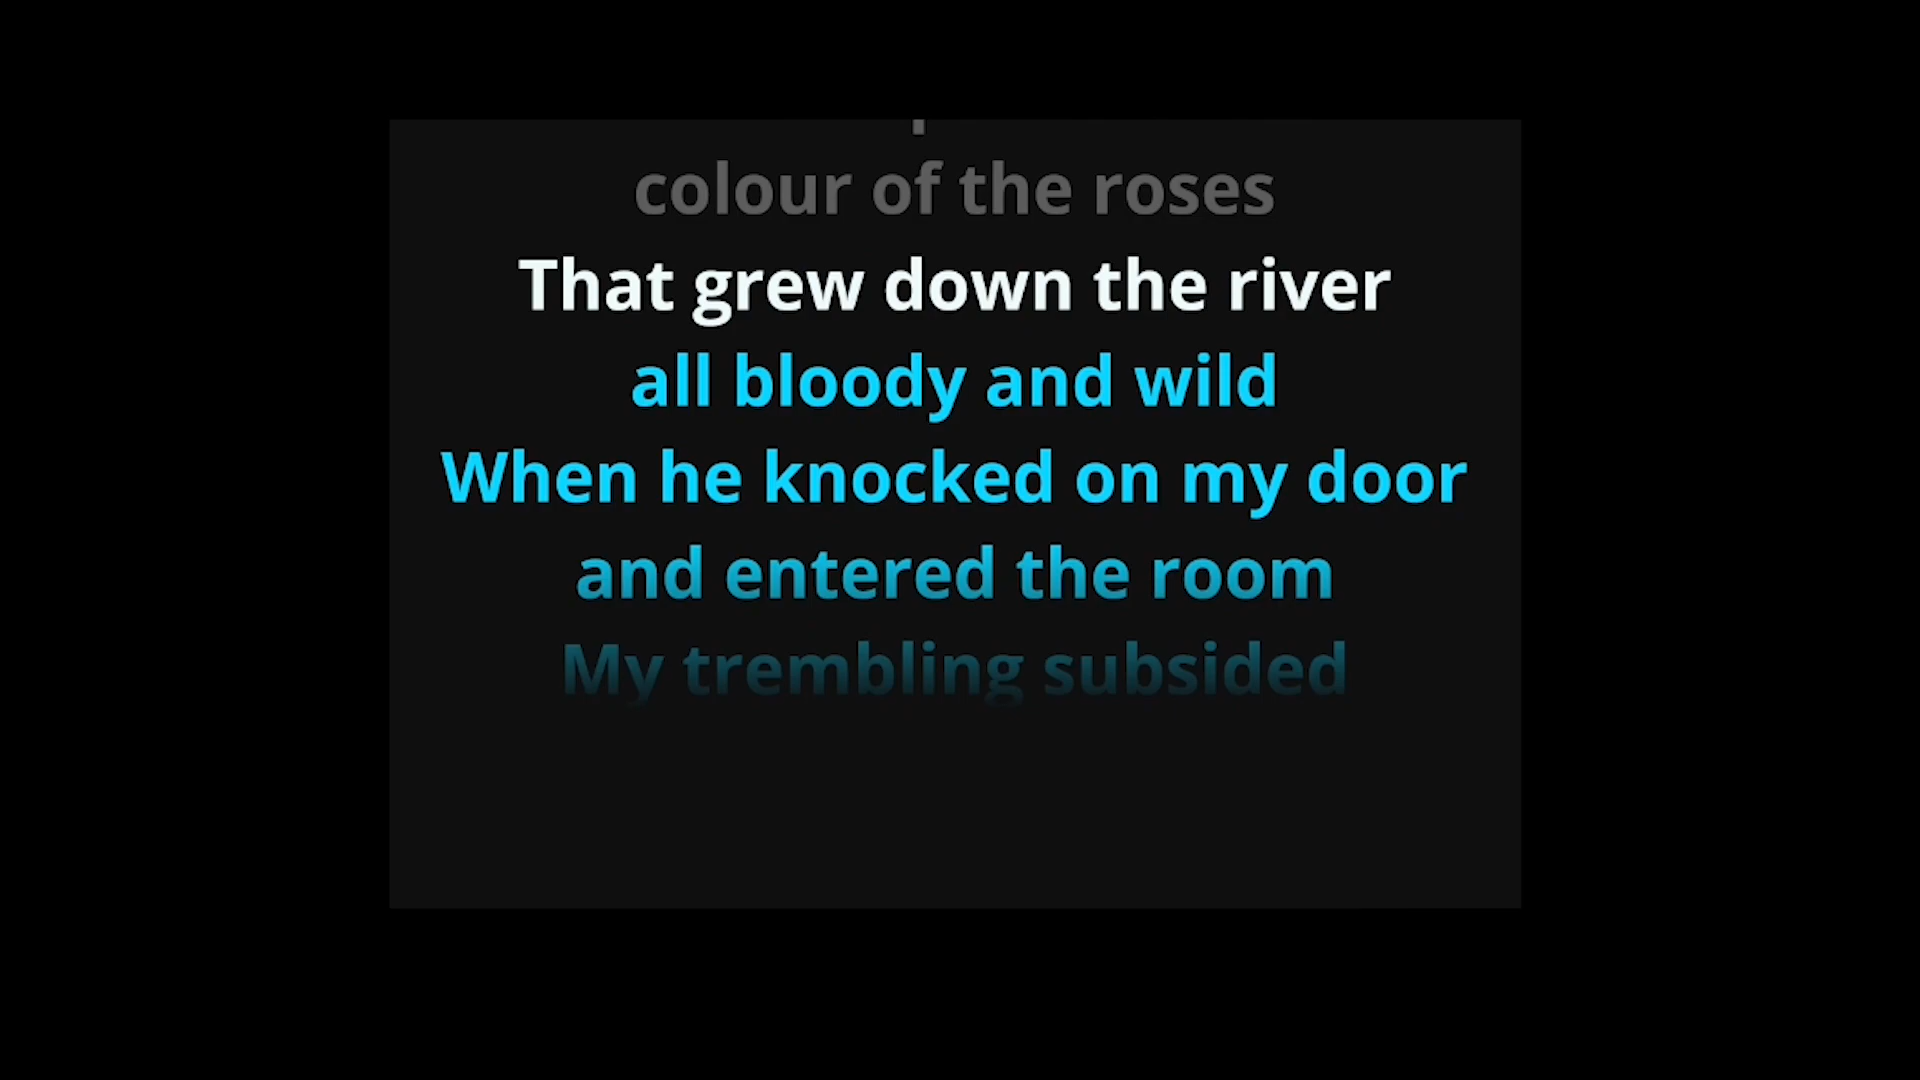 colour of the roses
That grew down the river
all bloody and wild
When he knocked on my door
and entered the room
My trembling subsided